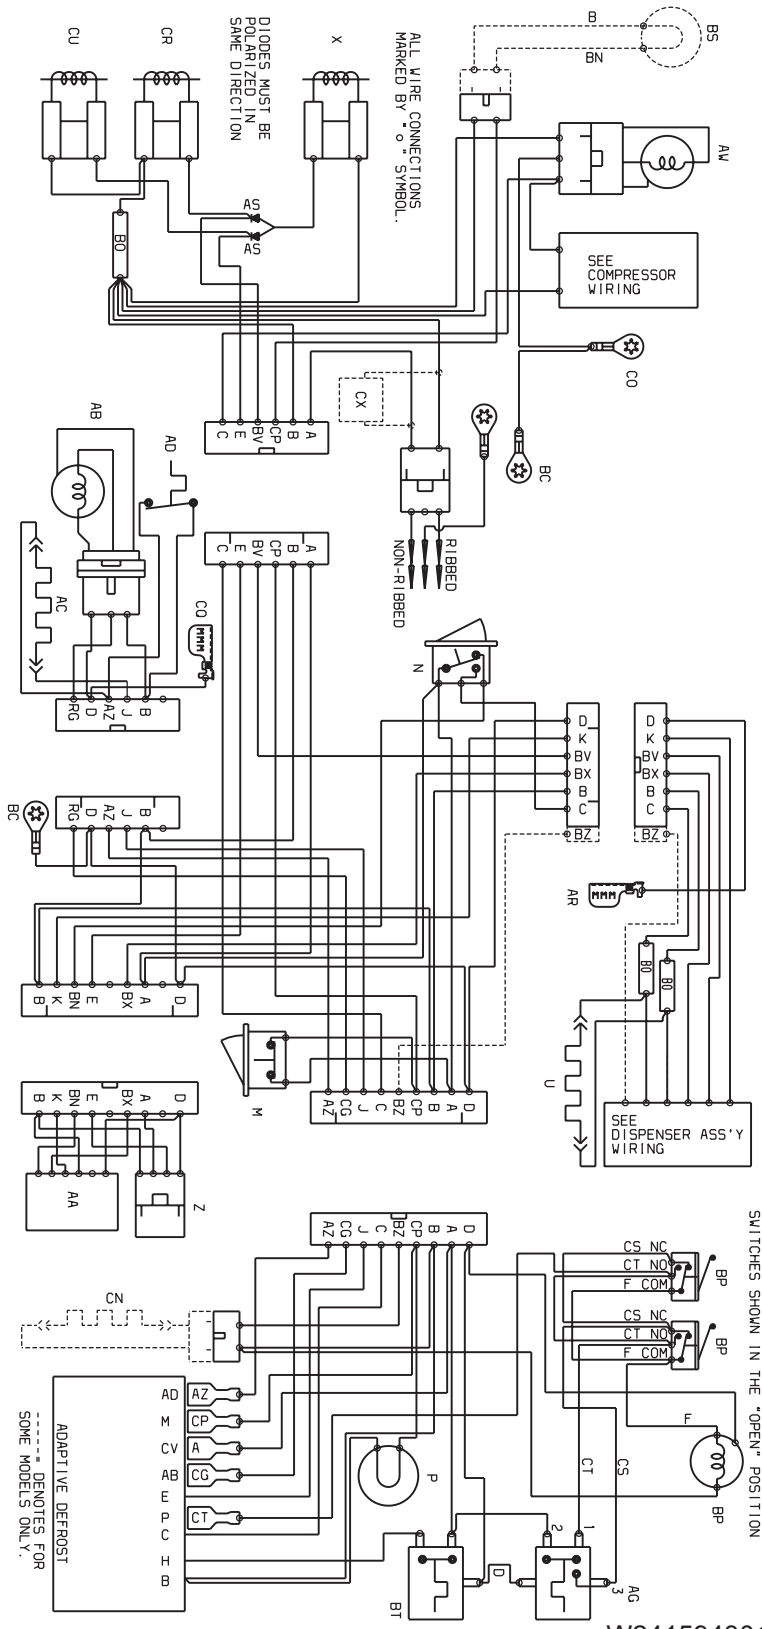 CU
CR
DIODES MUST BE
POLARIZED IN
SAME DIRECTION
X
ALL WIRE CONNECTIONS
MARKED BY "o" SYMBOL.
B
BN
BS
AW
SEE
COMPRESSOR
WIRING
AS
AS
BO
CO
BC
CX
C E BV CP B A
AB
AD
RIBBED
NON-RIBBED
C E BV CP B A
AC
CQ
N
RG D AZ J B
D
K
BV
BX
B
C
BZ
D
K
BV
BX
B
C
BZ
BC
RG D AZ J B
AR
BO
BO
U
B K BN E BX A D
M
AZ CG J C BZ CP B A D
SEE
DISPENSER ASS'Y
WIRING
B K BN E BX A D
AA
Z
AZ CG J C BZ CP B A D
CN
CS NC
CT NO
F COM
BP
CS NC
CT NO
F COM
BP
SWITCHES SHOWN IN THE "OPEN" POSITION
F
BP
CT
CS
P
ADAPTIVE DEFROST
AD AZ
M CP
CV A
AB CG
E
P CT
C
H
B
------= DENOTES FOR
SOME MODELS ONLY.
BT
D
2
1
3
AG